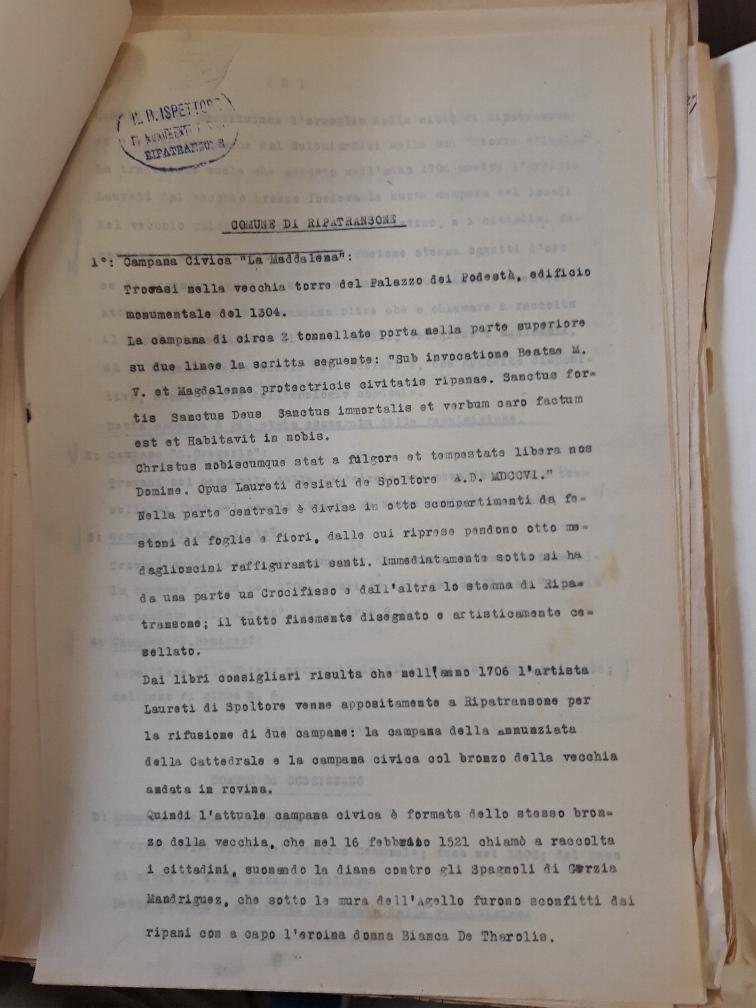 IL R. ISPETTORE
RIPATRANSONE
COMUNE DI RIPATRANSONE
1°: Campana Civica "La Maddalena":
Trovasi nella vecchia torre del Palazzo dei Podestà, edificio
monumentale del 1304.
La campana di circa 2 tonnellate porta nella parte superiore
su due linee la scritta seguente: "Sub invocatione Beatae M.
V. et Magdalenae protectricis civitatis ripanae. Sanctus for-
tis Sanctus Deus Sanctus immortalis et verbum caro factum
est et Habitavit in nobis.
Christus nobiscumque stat a fulgore et tempestate libera nos
Domine. Opus Laureti desiati de Spoltore A.D. MDCCVI."
Nella parte centrale è divisa in otto scompartimenti da fe-
stoni di foglie e fiori, dalle cui riprese pendono otto me-
daglioncini raffiguranti santi. Immediatamente sotto si ha
da una parte un Crocifisso e dall'altra lo stemma di Ripa-
transone; il tutto finemente disegnato e artisticamente ce-
sellato.
Dai libri consigliari risulta che nell'anno 1706 l'artista
Laureti di Spoltore venne appositamente a Ripatransone per
la rifusione di due campane: la campana della annunziata
della Cattedrale e la campana civica col bronzo della vecchia
andata in rovina.
Quindi l'attuale campana civica è formata dello stesso bron-
zo della vecchia, che nel 16 febbraio 1521 chiamò a raccolta
i cittadini, suonando la diana contro gli Spagnoli di Garzia
Mandriguez, che sotto le mura dell'Agello furono sconfitti dai
ripani con a capo l'eroina donna Bianca De Tharolis.